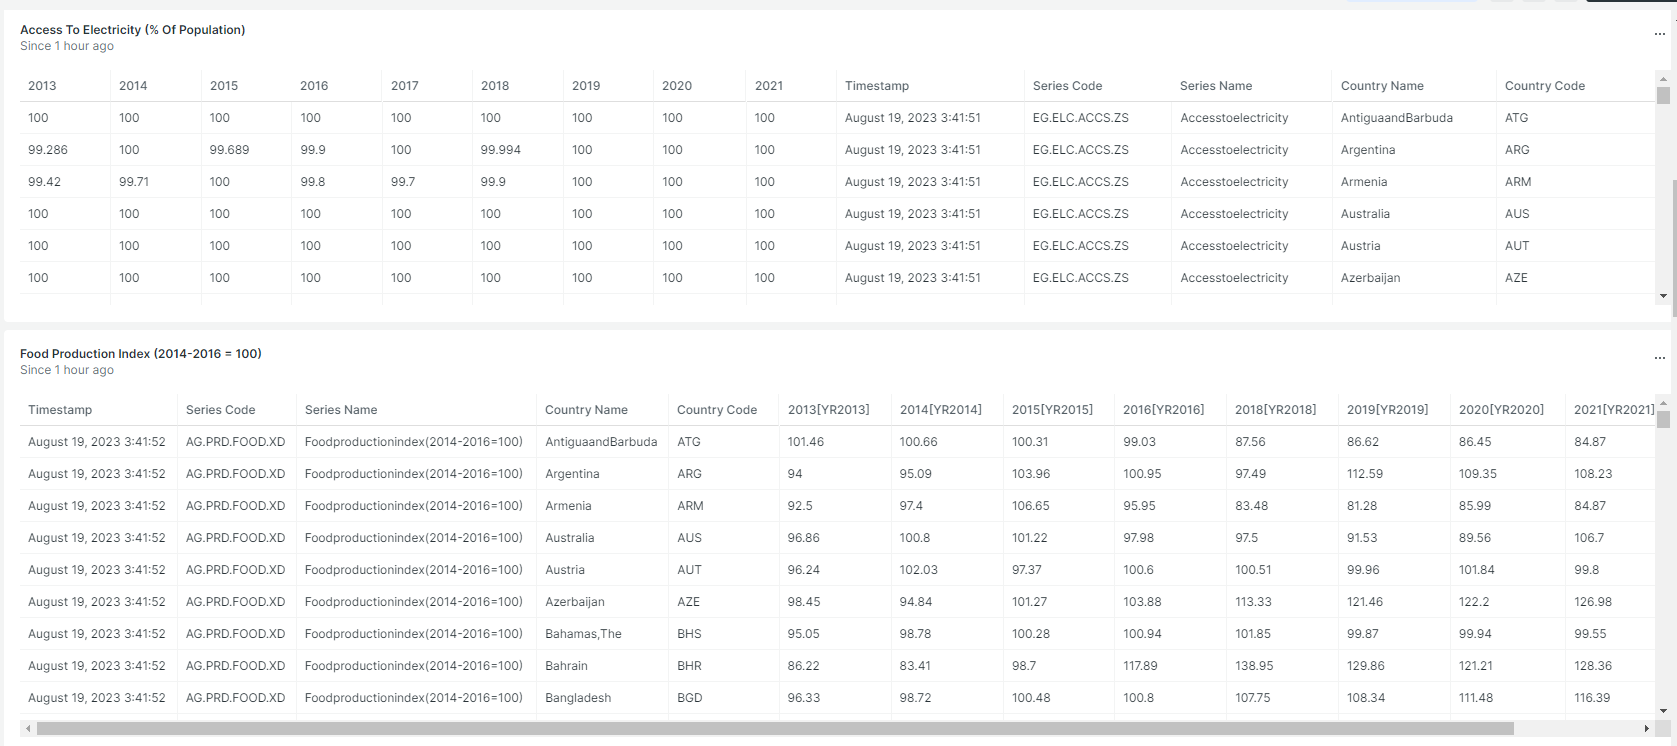 Access To Electricity (% Of Population)
Since 1 hour ago
...
2013 2014 2015 2016 2017 2018 2019 2020 2021 Timestamp Series Code Series Name Country Name Country Code
100 100 100 100 100 100 100 100 100 August 19, 2023 3:41:51 EG.ELC.ACCS.ZS Accesstoelectricity AntiguaandBarbuda ATG
99.286 100 99.689 99.9 100 99.994 100 100 100 August 19, 2023 3:41:51 EG.ELC.ACCS.ZS Accesstoelectricity Argentina ARG
99.42 99.71 100 99.8 99.7 99.9 100 100 100 August 19, 2023 3:41:51 EG.ELC.ACCS.ZS Accesstoelectricity Armenia ARM
100 100 100 100 100 100 100 100 100 August 19, 2023 3:41:51 EG.ELC.ACCS.ZS Accesstoelectricity Australia AUS
100 100 100 100 100 100 100 100 100 August 19, 2023 3:41:51 EG.ELC.ACCS.ZS Accesstoelectricity Austria AUT
100 100 100 100 100 100 100 100 100 August 19, 2023 3:41:51 EG.ELC.ACCS.ZS Accesstoelectricity Azerbaijan AZE
Food Production Index (2014-2016 = 100)
Since 1 hour ago
...
Timestamp Series Code Series Name Country Name Country Code 2013[YR2013] 2014[YR2014] 2015[YR2015] 2016[YR2016] 2018[YR2018] 2019[YR2019] 2020[YR2020] 2021[YR2021]
August 19, 2023 3:41:52 AG.PRD.FOOD.XD Foodproductionindex(2014-2016=100) AntiguaandBarbuda ATG 101.46 100.66 100.31 99.03 87.56 86.62 86.45 84.87
August 19, 2023 3:41:52 AG.PRD.FOOD.XD Foodproductionindex(2014-2016=100) Argentina ARG 94 95.09 103.96 100.95 97.49 112.59 109.35 108.23
August 19, 2023 3:41:52 AG.PRD.FOOD.XD Foodproductionindex(2014-2016=100) Armenia ARM 92.5 97.4 106.65 95.95 83.48 81.28 85.99 84.87
August 19, 2023 3:41:52 AG.PRD.FOOD.XD Foodproductionindex(2014-2016=100) Australia AUS 96.86 100.8 101.22 97.98 97.5 91.53 89.56 106.7
August 19, 2023 3:41:52 AG.PRD.FOOD.XD Foodproductionindex(2014-2016=100) Austria AUT 96.24 102.03 97.37 100.6 100.51 99.96 101.84 99.8
August 19, 2023 3:41:52 AG.PRD.FOOD.XD Foodproductionindex(2014-2016=100) Azerbaijan AZE 98.45 94.84 101.27 103.88 113.33 121.46 122.2 126.98
August 19, 2023 3:41:52 AG.PRD.FOOD.XD Foodproductionindex(2014-2016=100) Bahamas,The BHS 95.05 98.78 100.28 100.94 101.85 99.87 99.94 99.55
August 19, 2023 3:41:52 AG.PRD.FOOD.XD Foodproductionindex(2014-2016=100) Bahrain BHR 86.22 83.41 98.7 117.89 138.95 129.86 121.21 128.36
August 19, 2023 3:41:52 AG.PRD.FOOD.XD Foodproductionindex(2014-2016=100) Bangladesh BGD 96.33 98.72 100.48 100.8 107.75 108.34 111.48 116.39